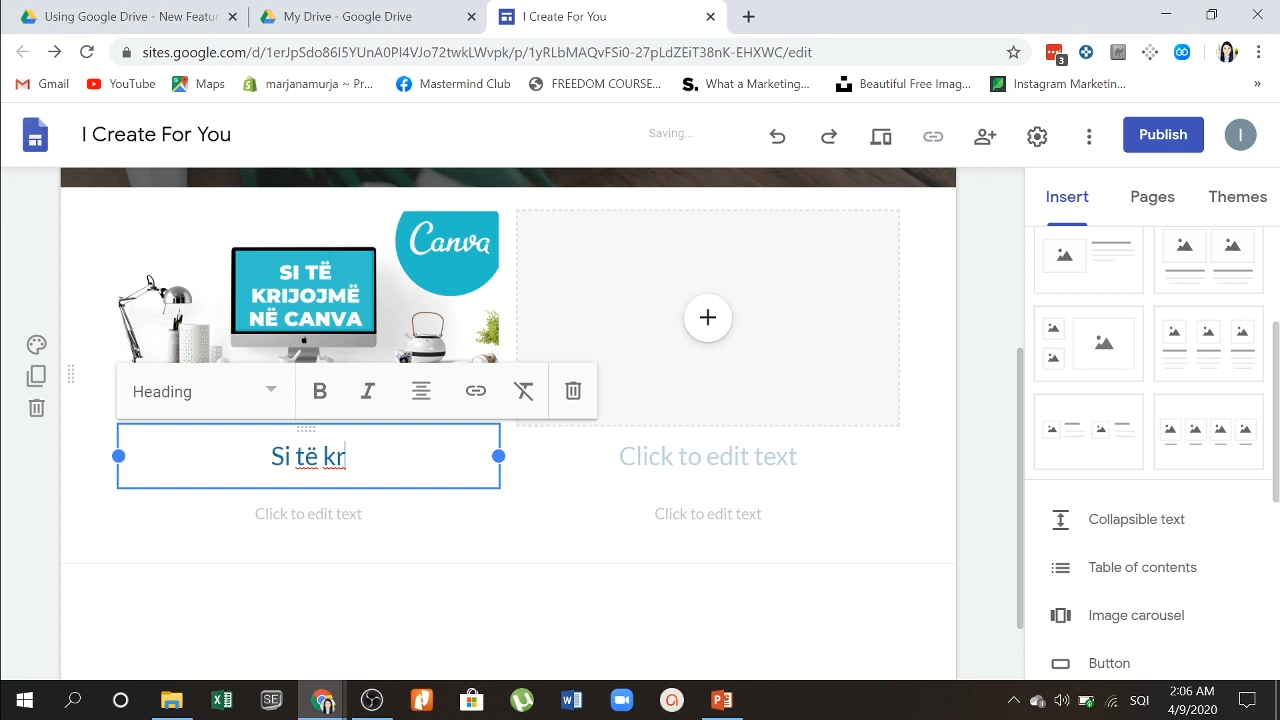 Using Google Drive - New Featur
My Drive - Google Drive
I Create For You
sites.google.com/d/1erJpSdo86I5YUnA0PI4VJo72twkLWvpk/p/1yRLbMAQvFSi0-27pLdZEiT38nK-EHXWC/edit
3
Gmail
YouTube
Maps
marjanamurja ~ Pr...
Mastermind Club
FREEDOM COURSE...
S. What a Marketing...
Beautiful Free Imag...
Instagram Marketin...
»
I Create For You
Saving...
Publish
I
Insert
Pages
Themes
Canva
SI TË
KRIJOJMË
NË CANVA
Heading
B
I
Si të kr
Click to edit text
Click to edit text
Click to edit text
Collapsible text
Table of contents
Image carousel
Button
SE
SQI
2:06 AM
4/9/2020